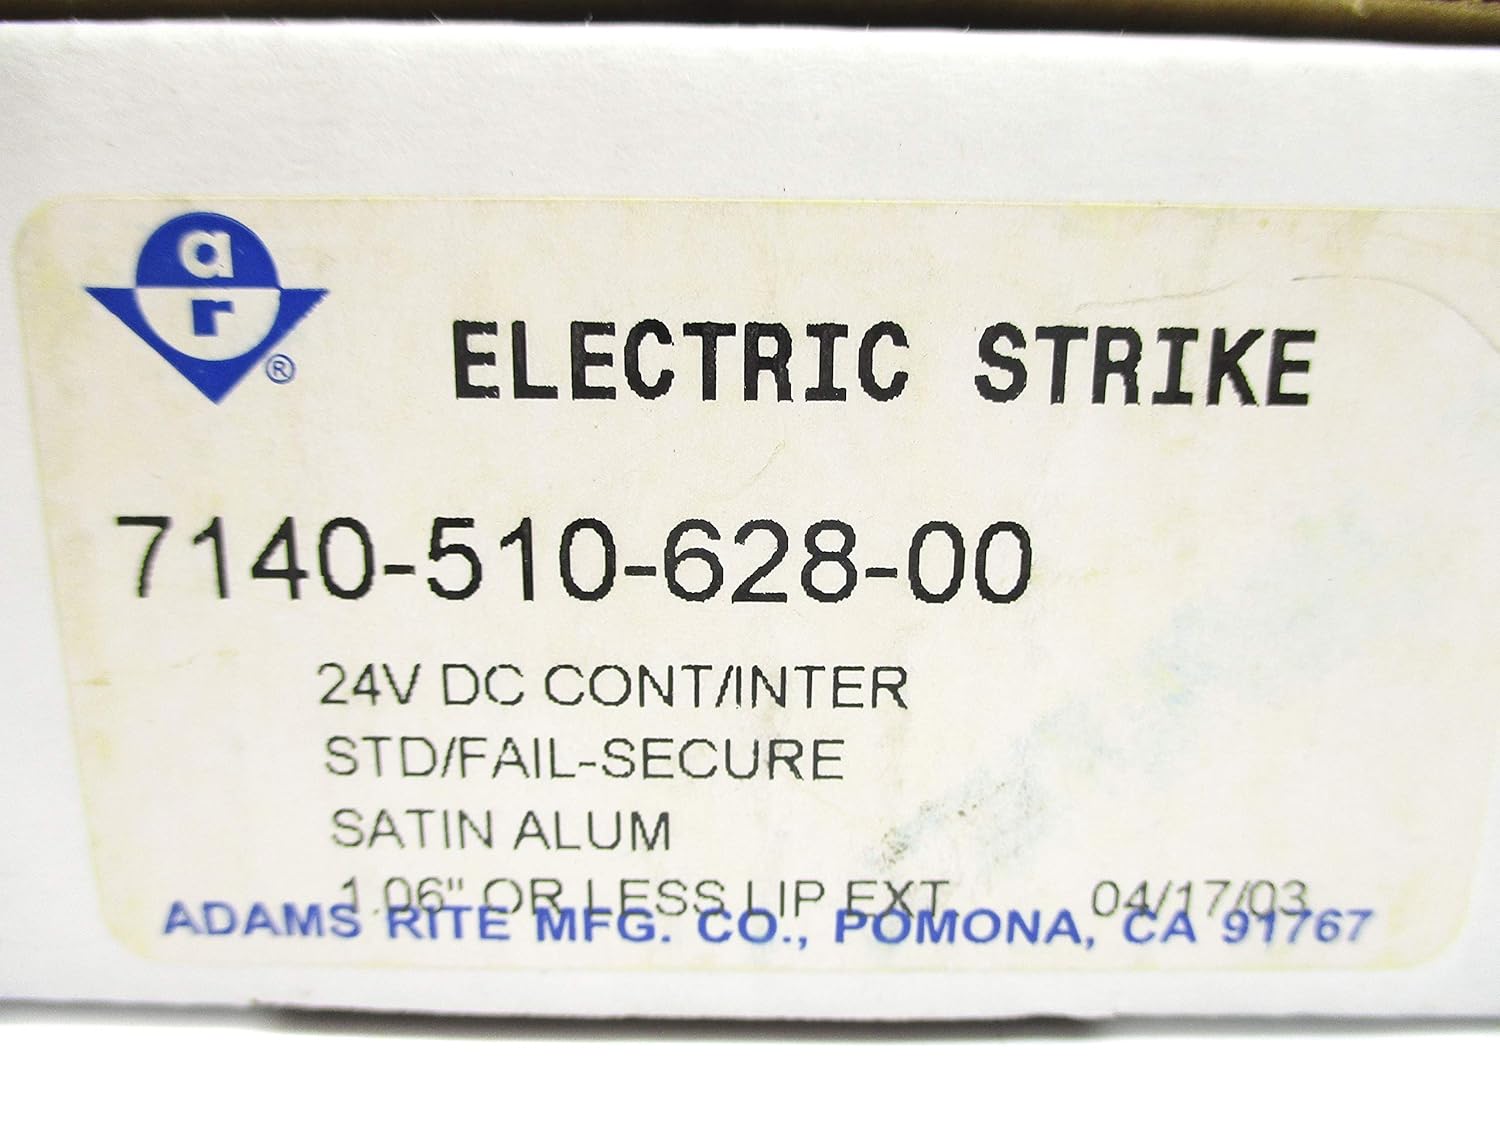 a
r
®
ELECTRIC STRIKE
7140-510-628-00
24V DC CONT/INTER
STD/FAIL-SECURE
SATIN ALUM
1.06" OR LESS LIP EXT. 04/17/03
ADAMS RITE MFG. CO., POMONA, CA 91767